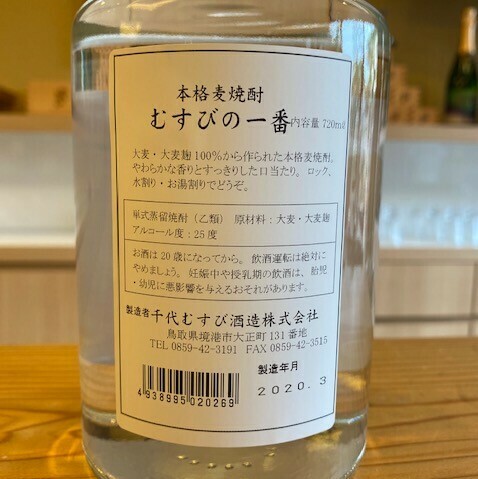 本格麦焼酎
むすびの一番 内容量 720ml
大麦・大麦麹100%から作られた本格麦焼酎。
やわらかな香りとすっきりした口当たり。ロック、
水割り・お湯割りでどうぞ。
単式蒸留焼酎（乙類） 原材料：大麦・大麦麹
アルコール度：25度
お酒は20歳になってから。飲酒運転は絶対に
やめましょう。妊娠中や授乳期の飲酒は、胎児
・幼児に悪影響を与えるおそれがあります。
製造者 千代むすび酒造株式会社
鳥取県境港市大正町131番地
TEL 0859-42-3191 FAX 0859-42-3515
製造年月
2020.3
4938995020269